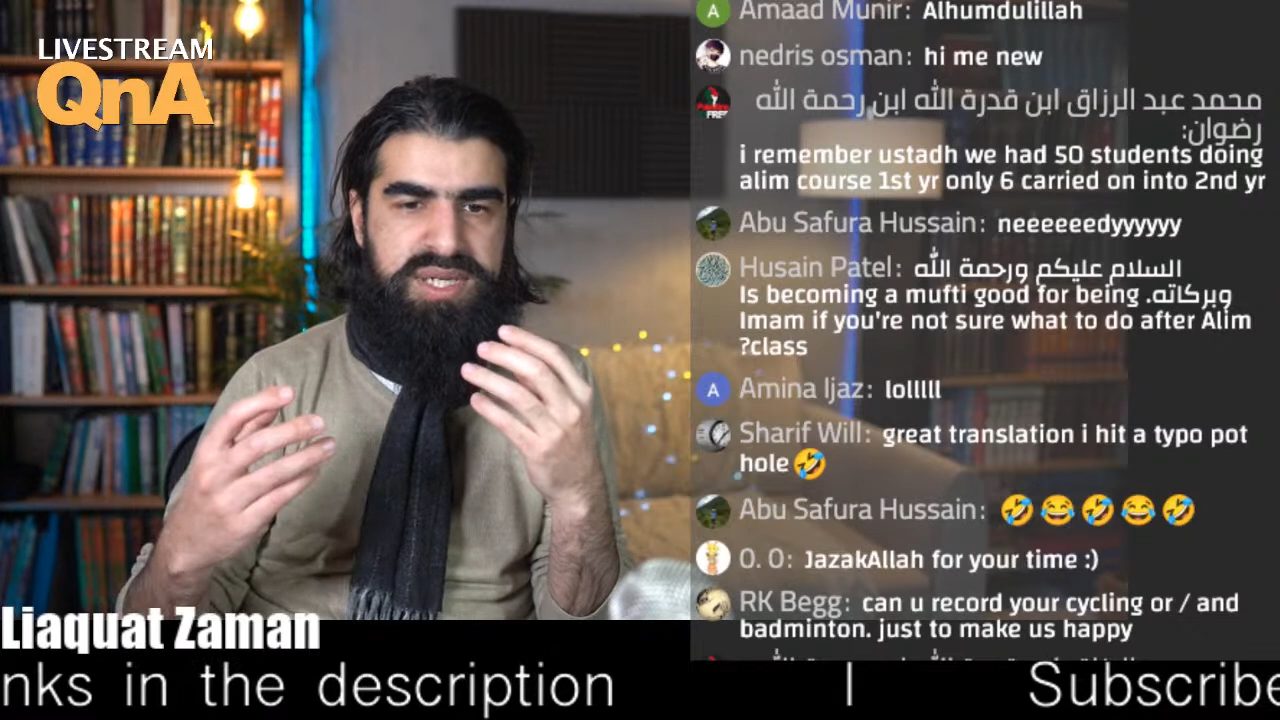 LIVESTREAM
QnA
Amaad Munir: Alhumdulillah
nedris osman: hi me new
محمد عبد الرزاق ابن قدرة الله ابن رحمة الله
رضوان:
i remember ustadh we had 50 students doing
alim course 1st yr only 6 carried on into 2nd yr
Abu Safura Hussain: neeeeeedyyyyyy
Husain Patel: السلام عليكم ورحمة الله
Is becoming a mufti good for being .وبركاته
Imam if you're not sure what to do after Alim
?class
A Amina Ijaz: lolllll
Sharif Will: great translation i hit a typo pot
hole 🤣
Abu Safura Hussain: 🤣😂🤣😂🤣
O. O: JazakAllah for your time :)
RK Begg: can u record your cycling or / and
badminton. just to make us happy
Liaquat Zaman
nks in the description | Subscribe